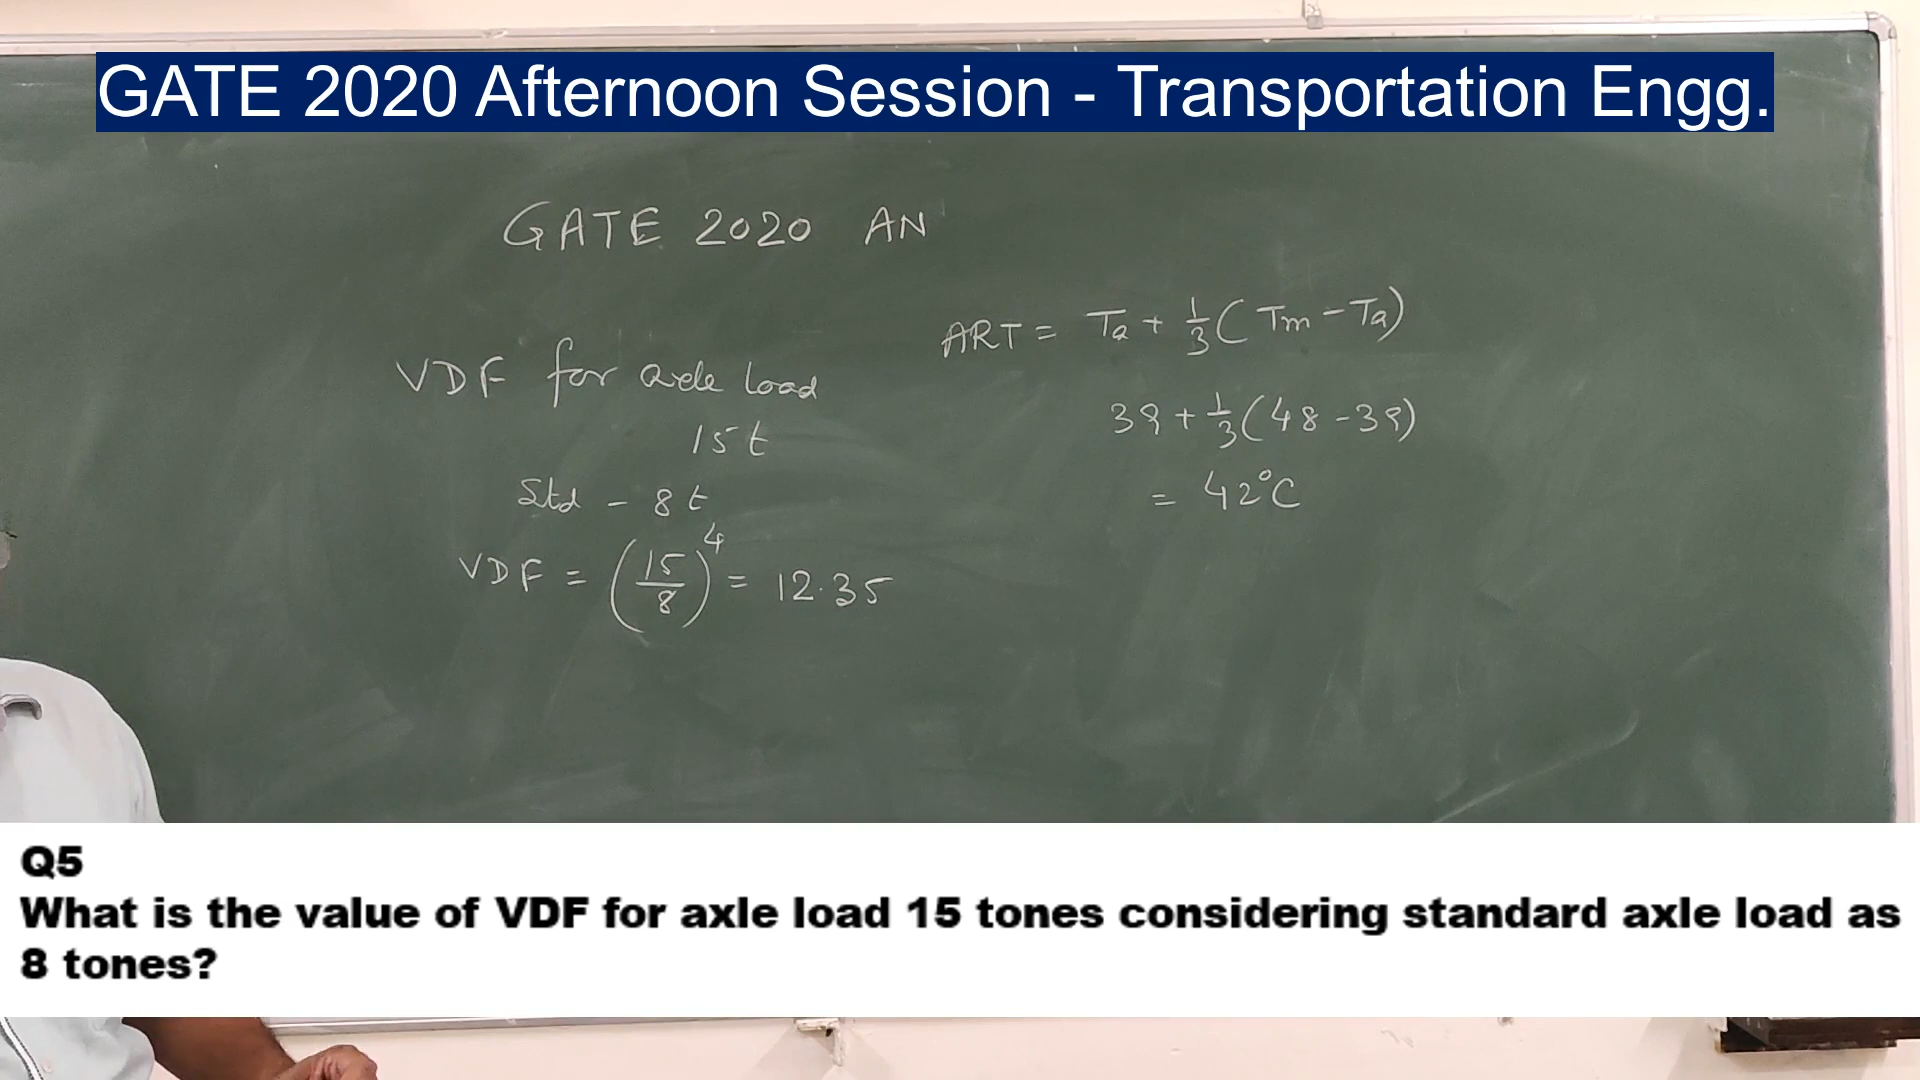 GATE 2020 Afternoon Session - Transportation Engg.
GATE 2020 AN
VDF for axle load
15t
Std - 8t
VDF = (15/8)^4 = 12.35
ART = Ta + 1/3 (Tm - Ta)
39 + 1/3 (48 - 39)
= 42°C
Q5
What is the value of VDF for axle load 15 tones considering standard axle load as
8 tones?